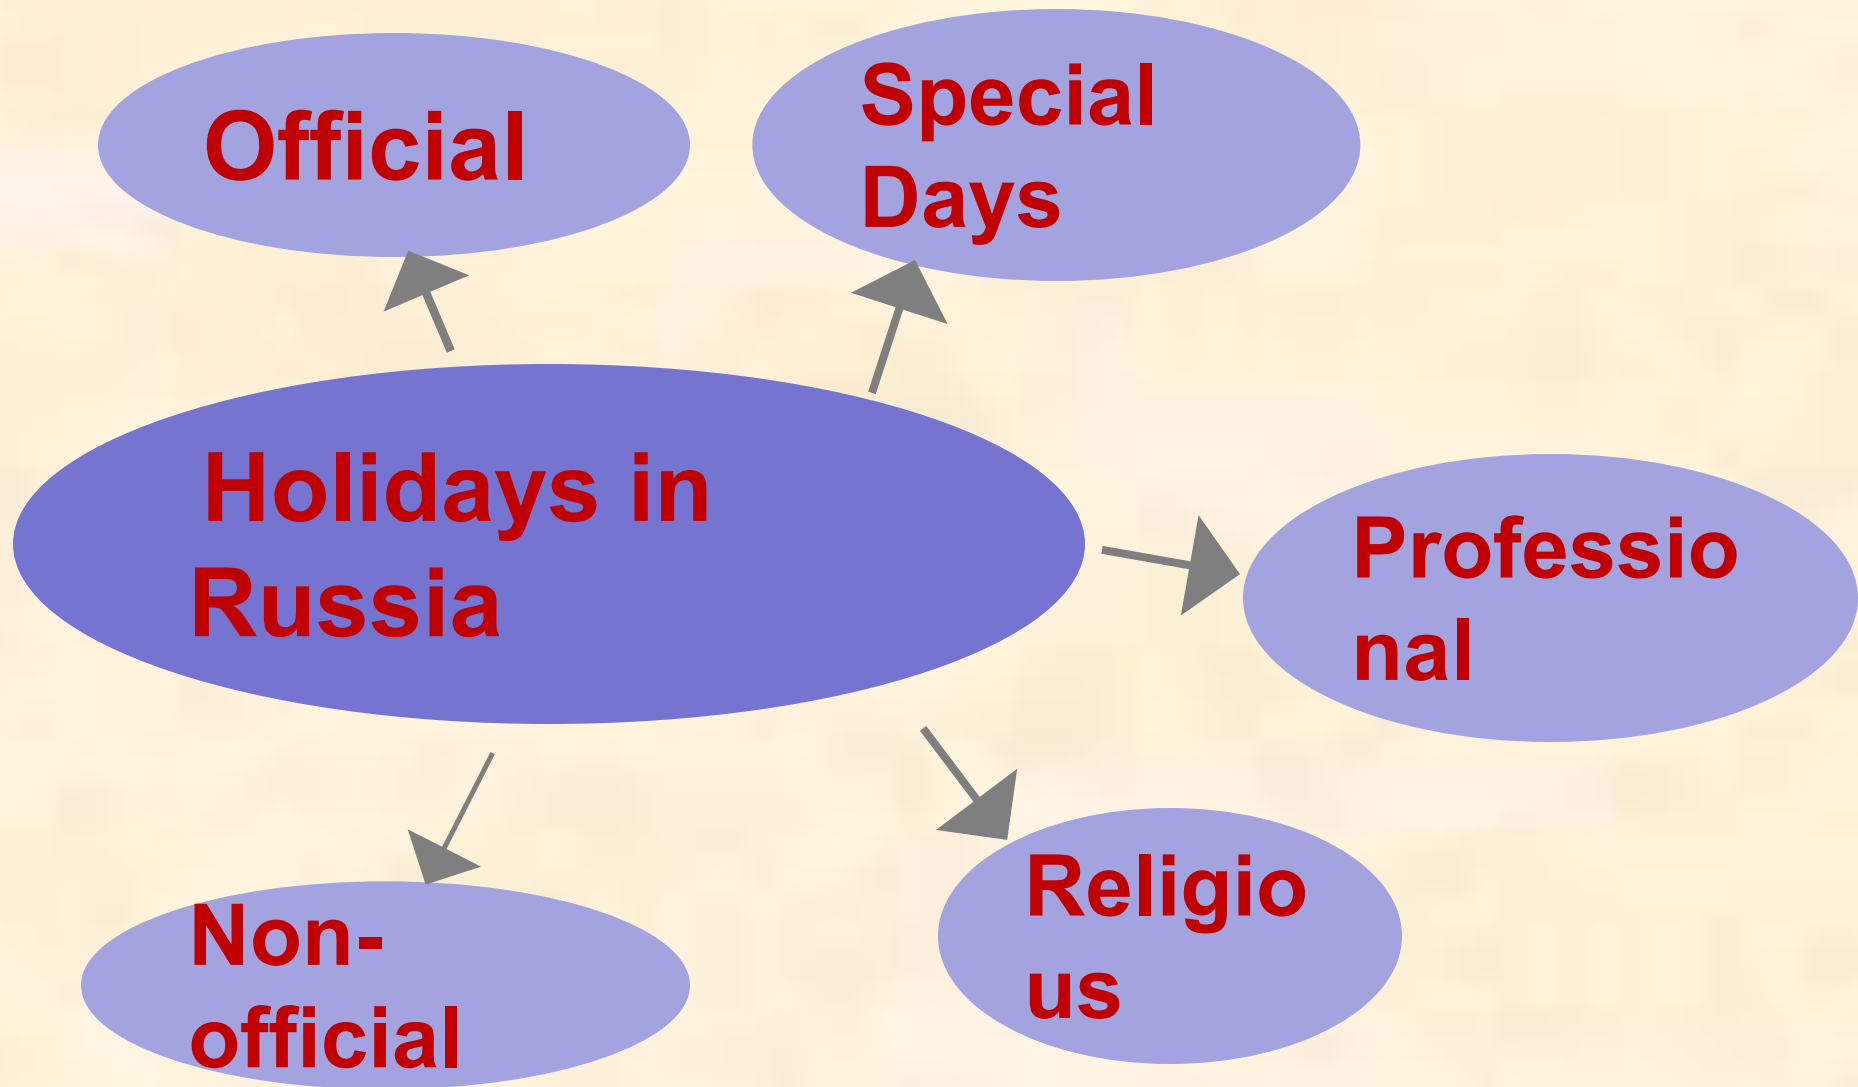 Official
Special
Days
Holidays in
Russia
Professio
nal
Religio
us
Non-
official